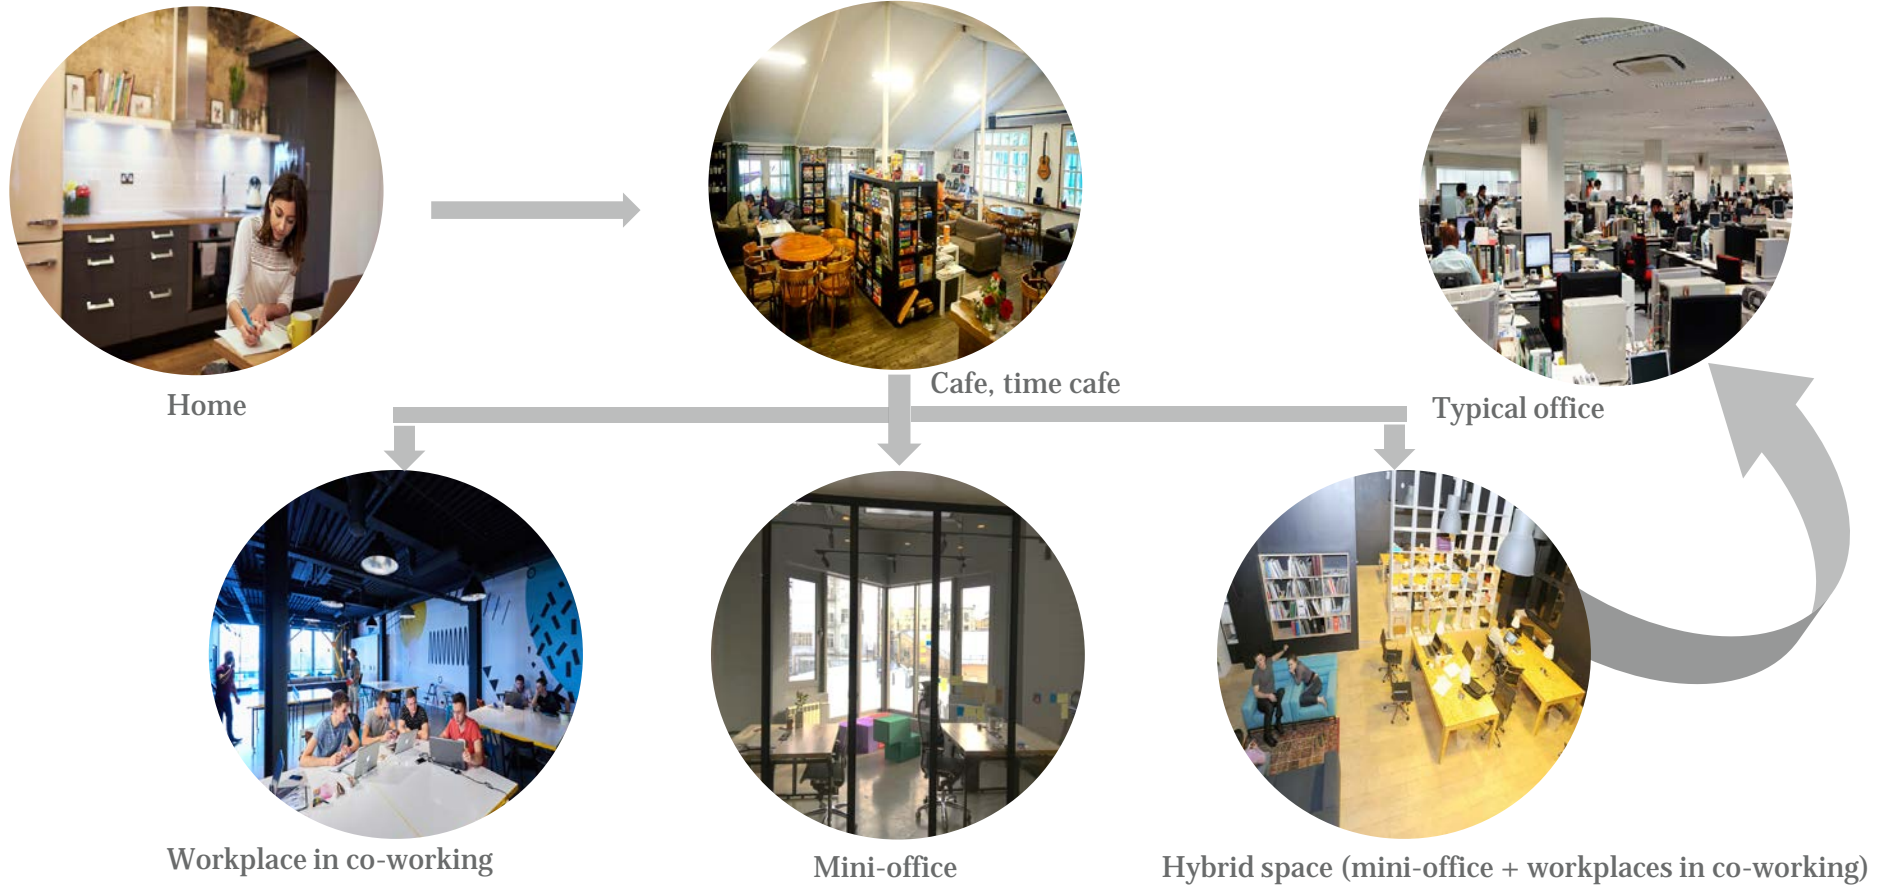 Home
Cafe, time cafe
Typical office
Workplace in co-working
Mini-office
Hybrid space (mini-office + workplaces in co-working)